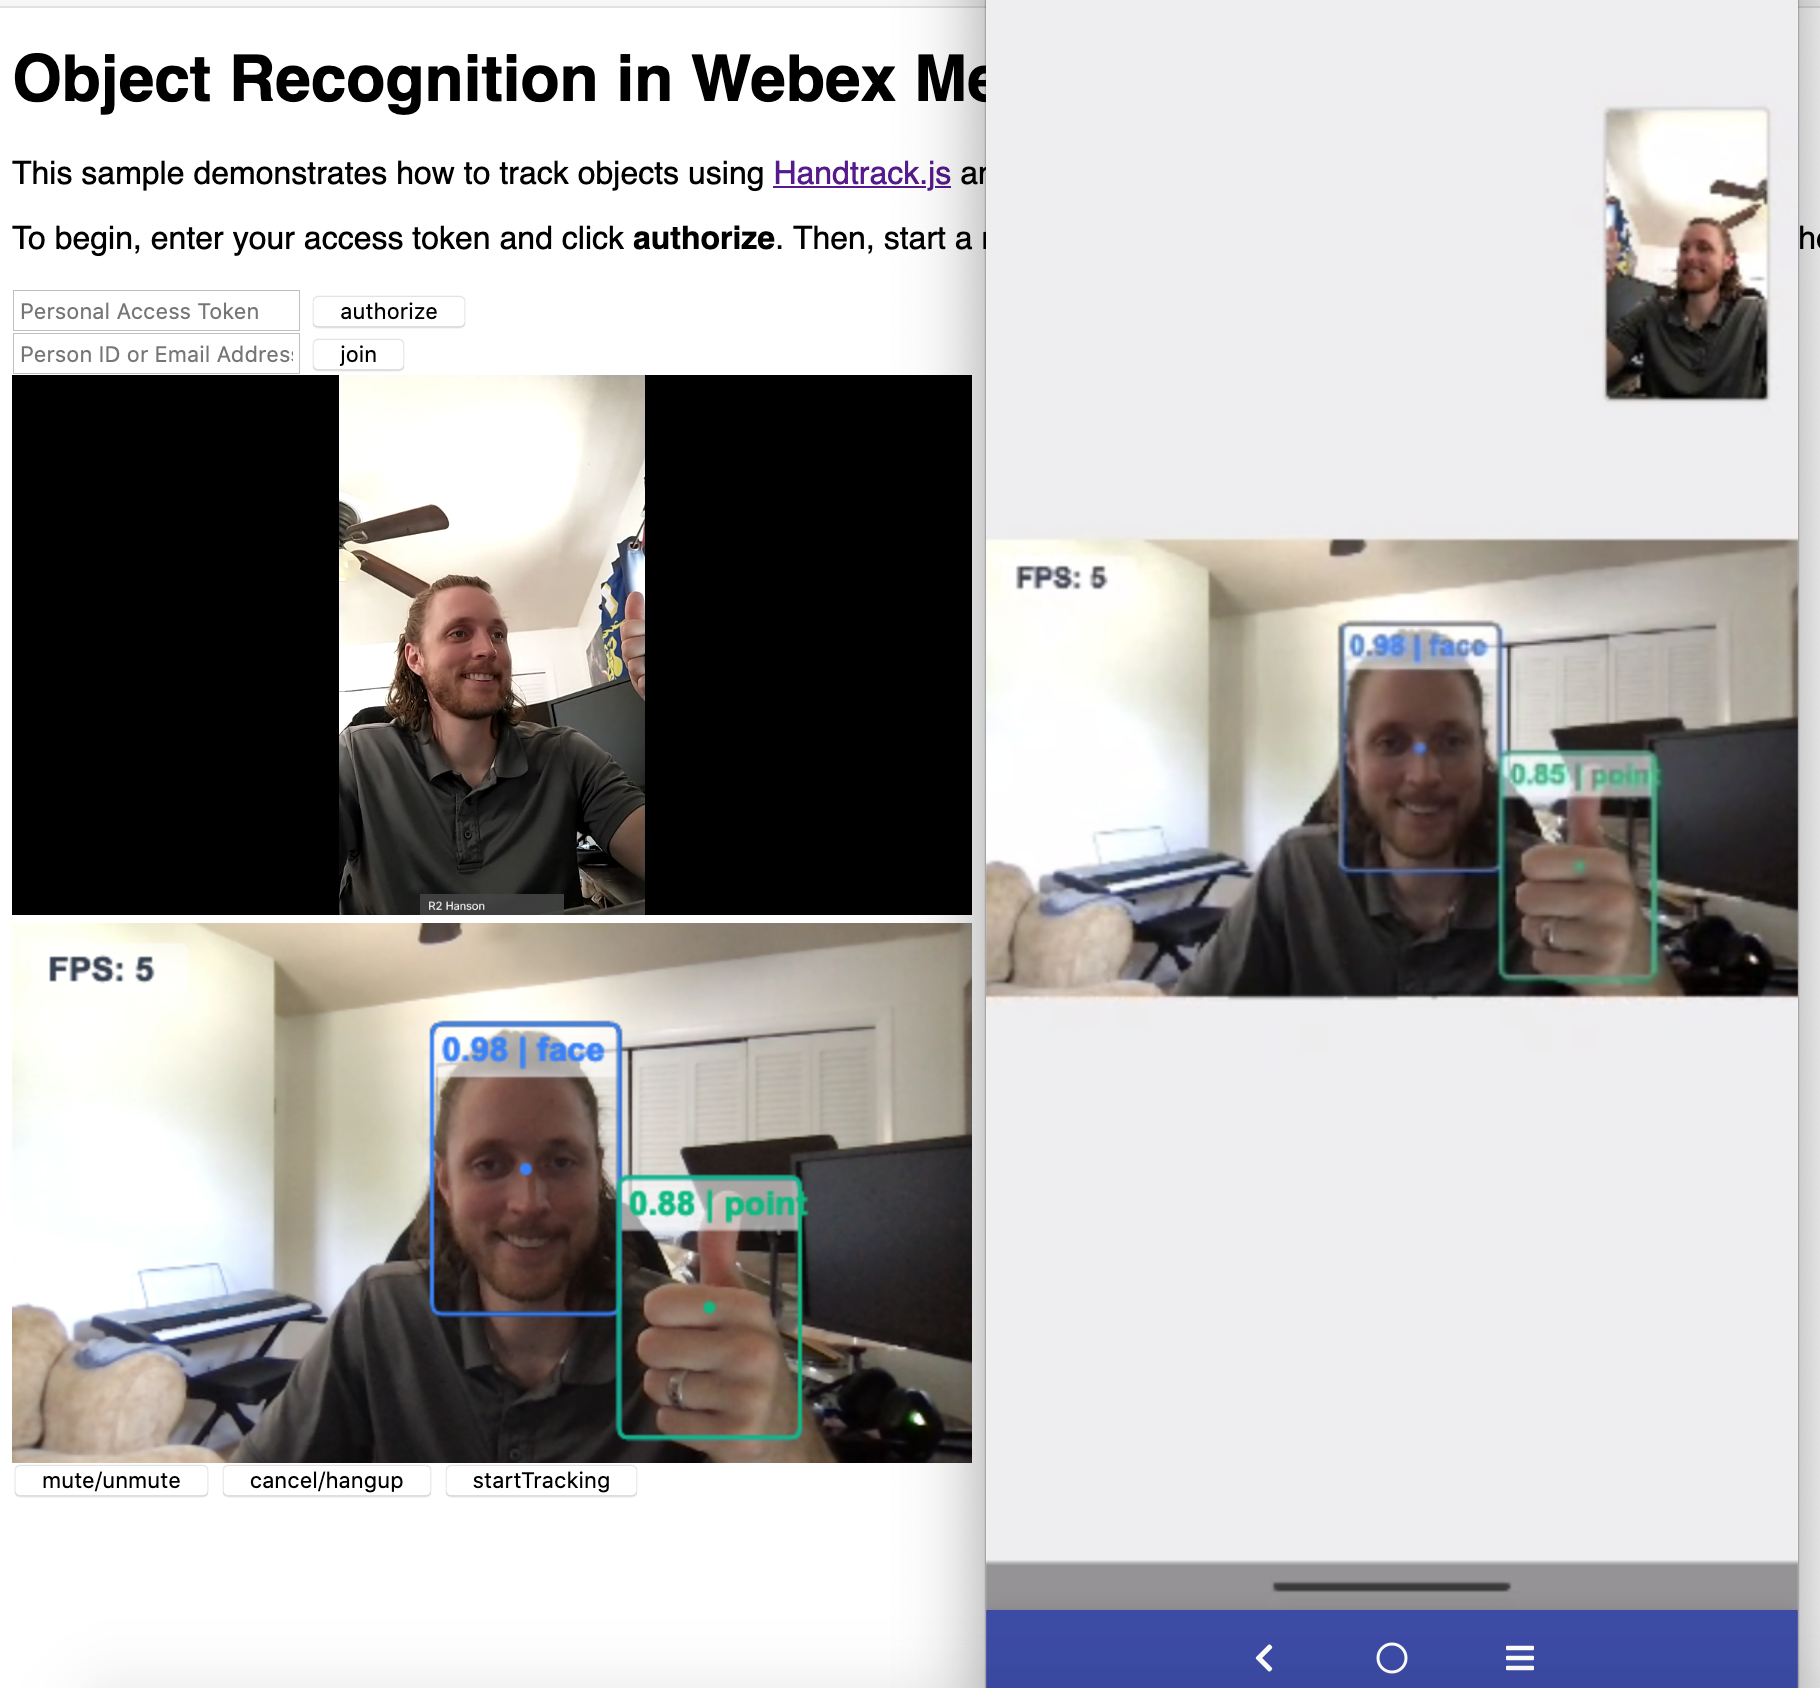 Object Recognition in Webex Me
This sample demonstrates how to track objects using Handtrack.js ar
To begin, enter your access token and click authorize. Then, start a
Personal Access Token
authorize
Person ID or Email Address
join
R2 Hanson
FPS: 5
0.98 | face
0.88 | point
mute/unmute
cancel/hangup
startTracking
FPS: 5
0.98 | face
0.85 | point